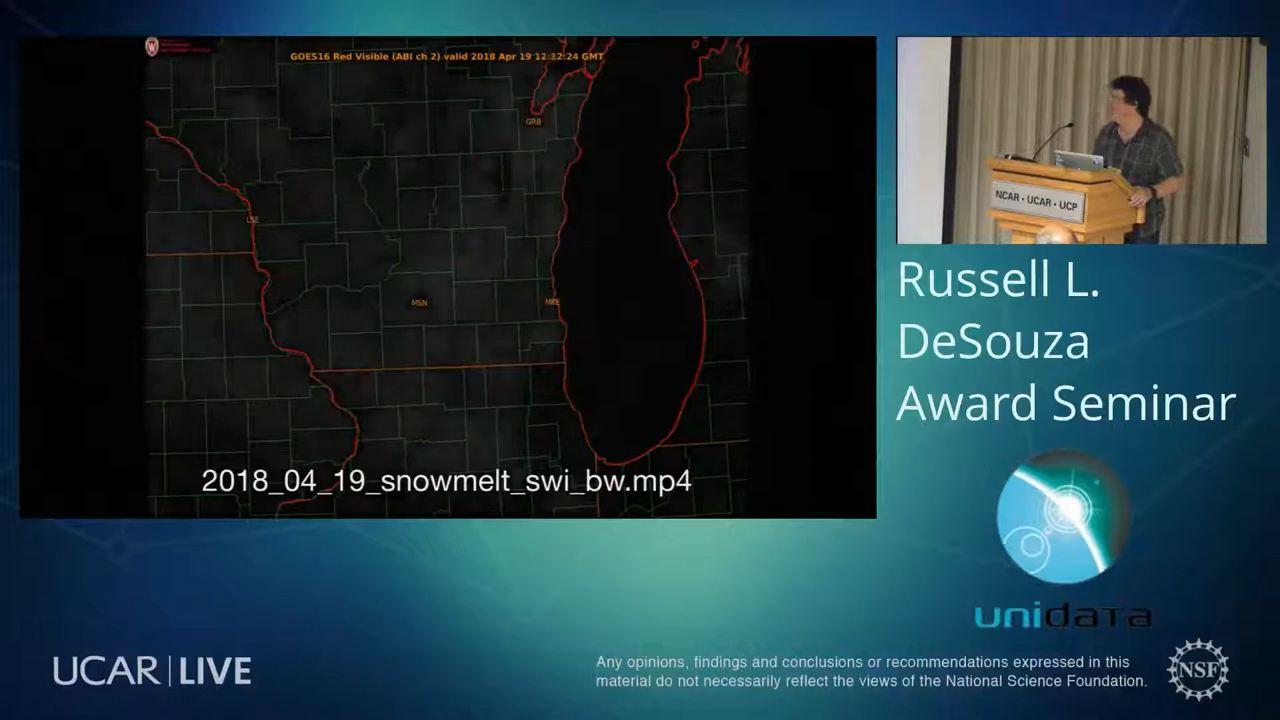 W
GOES16 Red Visible (ABI ch 2) valid 2018 Apr 19 12:32:24 GMT
GRB
LSE
MSN
MKE
2018_04_19_snowmelt_swi_bw.mp4
NCAR • UCAR • UCP
Russell L.
DeSouza
Award Seminar
unidata
UCAR | LIVE
Any opinions, findings and conclusions or recommendations expressed in this
material do not necessarily reflect the views of the National Science Foundation.
NSF